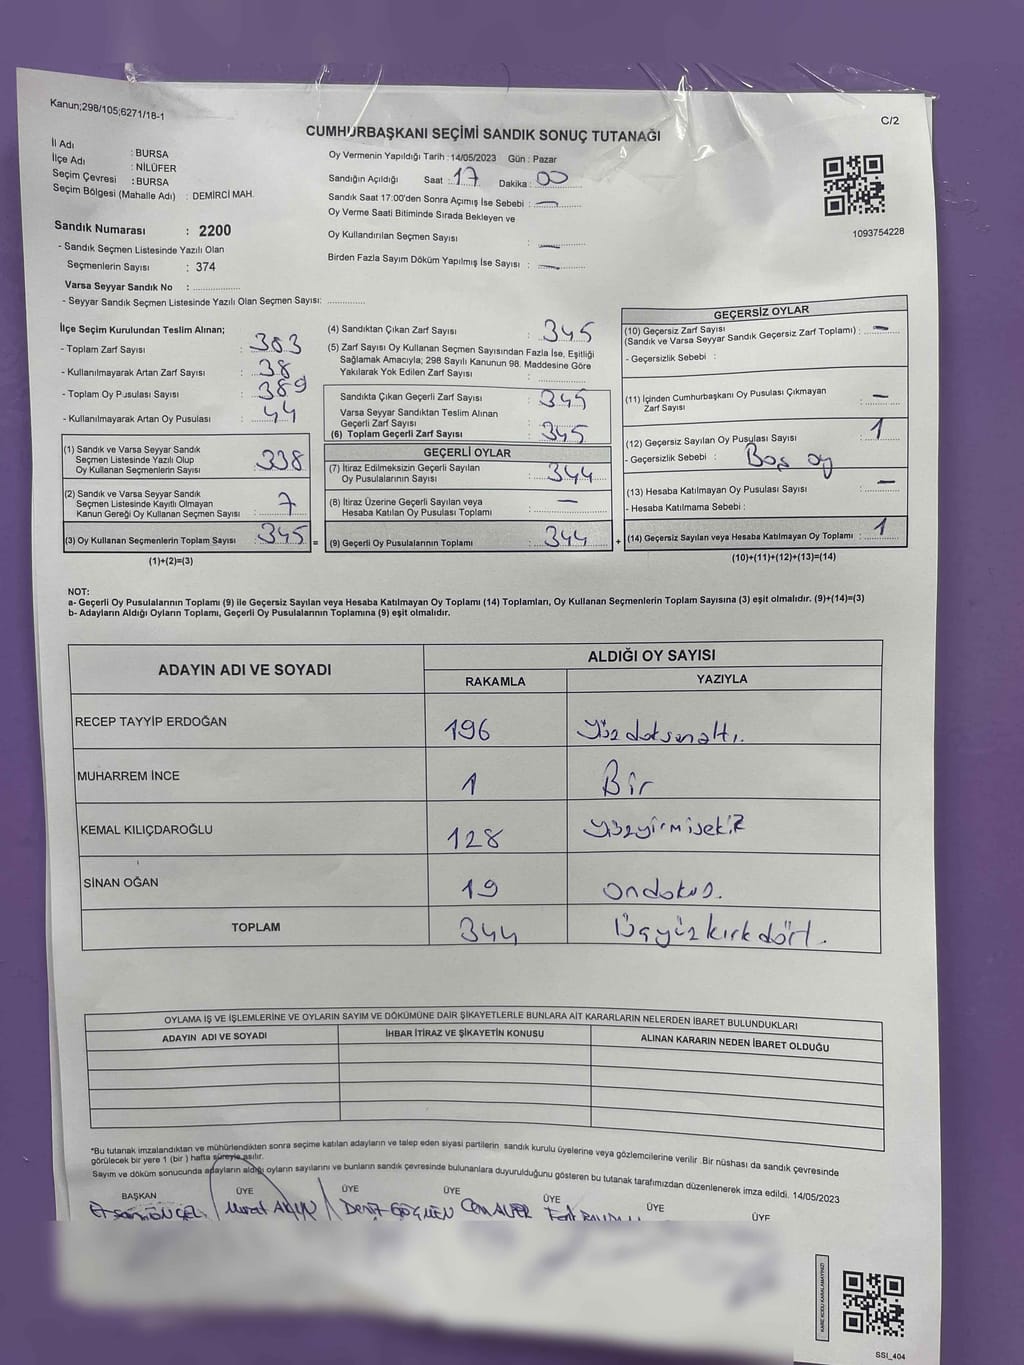 Kanun;298/105;6271/18-1
C/2
CUMHURBAŞKANI SEÇİMİ SANDIK SONUÇ TUTANAĞI
İl Adı : BURSA
İlçe Adı : NİLÜFER
Seçim Çevresi : BURSA
Seçim Bölgesi (Mahalle Adı) : DEMİRCİ MAH.
Sandık Numarası : 2200
- Sandık Seçmen Listesinde Yazılı Olan
Seçmenlerin Sayısı : 374
Varsa Seyyar Sandık No : ..............
- Seyyar Sandık Seçmen Listesinde Yazılı Olan Seçmen Sayısı: ............
Oy Vermenin Yapıldığı Tarih : 14/05/2023 Gün : Pazar
Sandığın Açıldığı Saat : 17 Dakika : 00
Sandık Saat 17:00'den Sonra Açımış İse Sebebi : —
Oy Verme Saati Bitiminde Sırada Bekleyen ve
Oy Kullandırılan Seçmen Sayısı : —
Birden Fazla Sayım Döküm Yapılmış İse Sayısı : —
1093754228
İlçe Seçim Kurulundan Teslim Alınan;
- Toplam Zarf Sayısı : 383
- Kullanılmayarak Artan Zarf Sayısı : 38
- Toplam Oy Pusulası Sayısı : 389
- Kullanılmayarak Artan Oy Pusulası : 44
(1) Sandık ve Varsa Seyyar Sandık
Seçmen Listesinde Yazılı Olup
Oy Kullanan Seçmenlerin Sayısı : 338
(2) Sandık ve Varsa Seyyar Sandık
Seçmen Listesinde Kayıtlı Olmayan
Kanun Gereği Oy Kullanan Seçmen Sayısı : 7
(3) Oy Kullanan Seçmenlerin Toplam Sayısı : 345 =
(1)+(2)=(3)
(4) Sandıktan Çıkan Zarf Sayısı : 345
(5) Zarf Sayısı Oy Kullanan Seçmen Sayısından Fazla İse, Eşitliği
Sağlamak Amacıyla; 298 Sayılı Kanunun 98. Maddesine Göre
Yakılarak Yok Edilen Zarf Sayısı : ..............
Sandıkta Çıkan Geçerli Zarf Sayısı : 345
Varsa Seyyar Sandıktan Teslim Alınan
Geçerli Zarf Sayısı :
(6) Toplam Geçerli Zarf Sayısı : 345
GEÇERLİ OYLAR
(7) İtiraz Edilmeksizin Geçerli Sayılan
Oy Pusulalarının Sayısı : 344
(8) İtiraz Üzerine Geçerli Sayılan veya
Hesaba Katılan Oy Pusulası Toplamı : —
(9) Geçerli Oy Pusulalarının Toplamı : 344 +
GEÇERSİZ OYLAR
(10) Geçersiz Zarf Sayısı
(Sandık ve Varsa Seyyar Sandık Geçersiz Zarf Toplamı) : —
- Geçersizlik Sebebi :
(11) İçinden Cumhurbaşkanı Oy Pusulası Çıkmayan
Zarf Sayısı : —
(12) Geçersiz Sayılan Oy Pusulası Sayısı : 1
- Geçersizlik Sebebi : Boş oy
(13) Hesaba Katılmayan Oy Pusulası Sayısı : —
- Hesaba Katılmama Sebebi :
(14) Geçersiz Sayılan veya Hesaba Katılmayan Oy Toplamı : 1
(10)+(11)+(12)+(13)=(14)
NOT:
a- Geçerli Oy Pusulalarının Toplamı (9) ile Geçersiz Sayılan veya Hesaba Katılmayan Oy Toplamı (14) Toplamları, Oy Kullanan Seçmenlerin Toplam Sayısına (3) eşit olmalıdır. (9)+(14)=(3)
b- Adayların Aldığı Oyların Toplamı, Geçerli Oy Pusulalarının Toplamına (9) eşit olmalıdır.
ADAYIN ADI VE SOYADI
ALDIĞI OY SAYISI
RAKAMLA YAZIYLA
RECEP TAYYİP ERDOĞAN 196 Yüz doksanaltı.
MUHARREM İNCE 1 Bir
KEMAL KILIÇDAROĞLU 128 yüzyirmisekiz
SİNAN OĞAN 19 ondokuz.
TOPLAM 344 Üçyüzkırkdört.
OYLAMA İŞ VE İŞLEMLERİNE VE OYLARIN SAYIM VE DÖKÜMÜNE DAİR ŞİKAYETLERLE BUNLARA AİT KARARLARIN NELERDEN İBARET BULUNDUKLARI
ADAYIN ADI VE SOYADI İHBAR İTİRAZ VE ŞİKAYETİN KONUSU ALINAN KARARIN NEDEN İBARET OLDUĞU
*Bu tutanak imzalandıktan ve mühürlendikten sonra seçime katılan adayların ve talep eden siyasi partilerin sandık kurulu üyelerine veya gözlemcilerine verilir .Bir nüshası da sandık çevresinde
görülecek bir yere 1 (bir ) hafta süreyle asılır.
Sayım ve döküm sonucunda adayların aldığı oyların sayılarını ve bunların sandık çevresinde bulunanlara duyurulduğunu gösteren bu tutanak tarafımızdan düzenlenerek imza edildi. 14/05/2023
BAŞKAN ÜYE ÜYE ÜYE ÜYE ÜYE ÜYE
Murat Deniz GÖÇMEN
KARE KODU KARALAMAYINIZ!
SSI_404